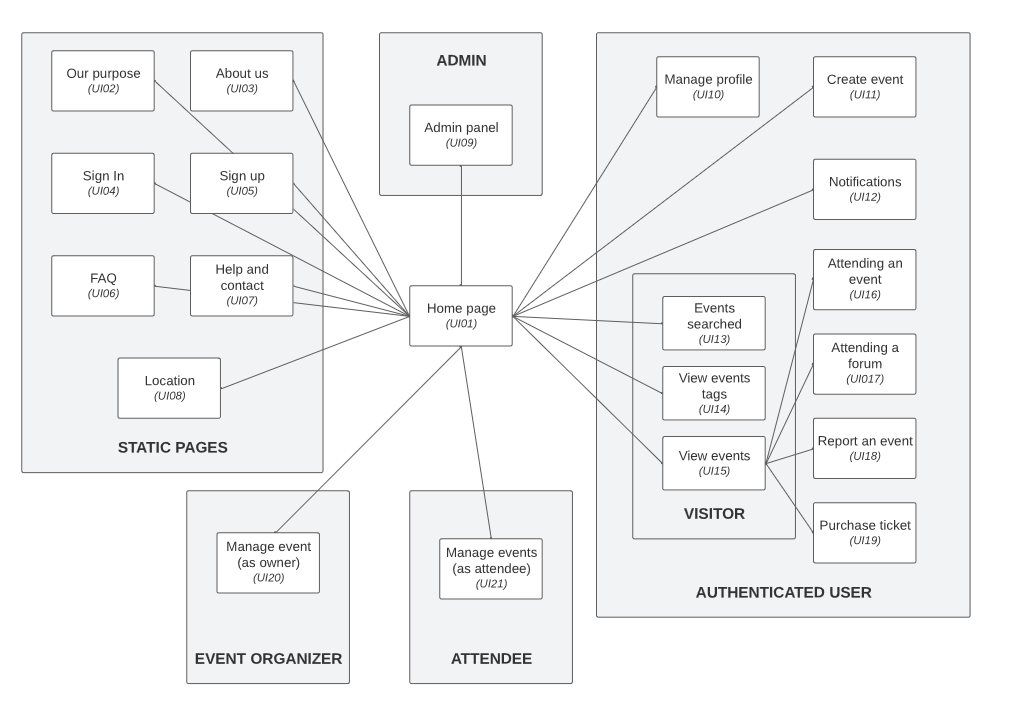 Our purpose
(UI02)
About us
(UI03)
Sign In
(UI04)
Sign up
(UI05)
FAQ
(UI06)
Help and
contact
(UI07)
Location
(UI08)
STATIC PAGES
ADMIN
Admin panel
(UI09)
Home page
(UI01)
Manage profile
(UI10)
Create event
(UI11)
Notifications
(UI12)
Events
searched
(UI13)
View events
tags
(UI14)
View events
(UI15)
VISITOR
Attending an
event
(UI16)
Attending a
forum
(UI017)
Report an event
(UI18)
Purchase ticket
(UI19)
AUTHENTICATED USER
Manage event
(as owner)
(UI20)
EVENT ORGANIZER
Manage events
(as attendee)
(UI21)
ATTENDEE